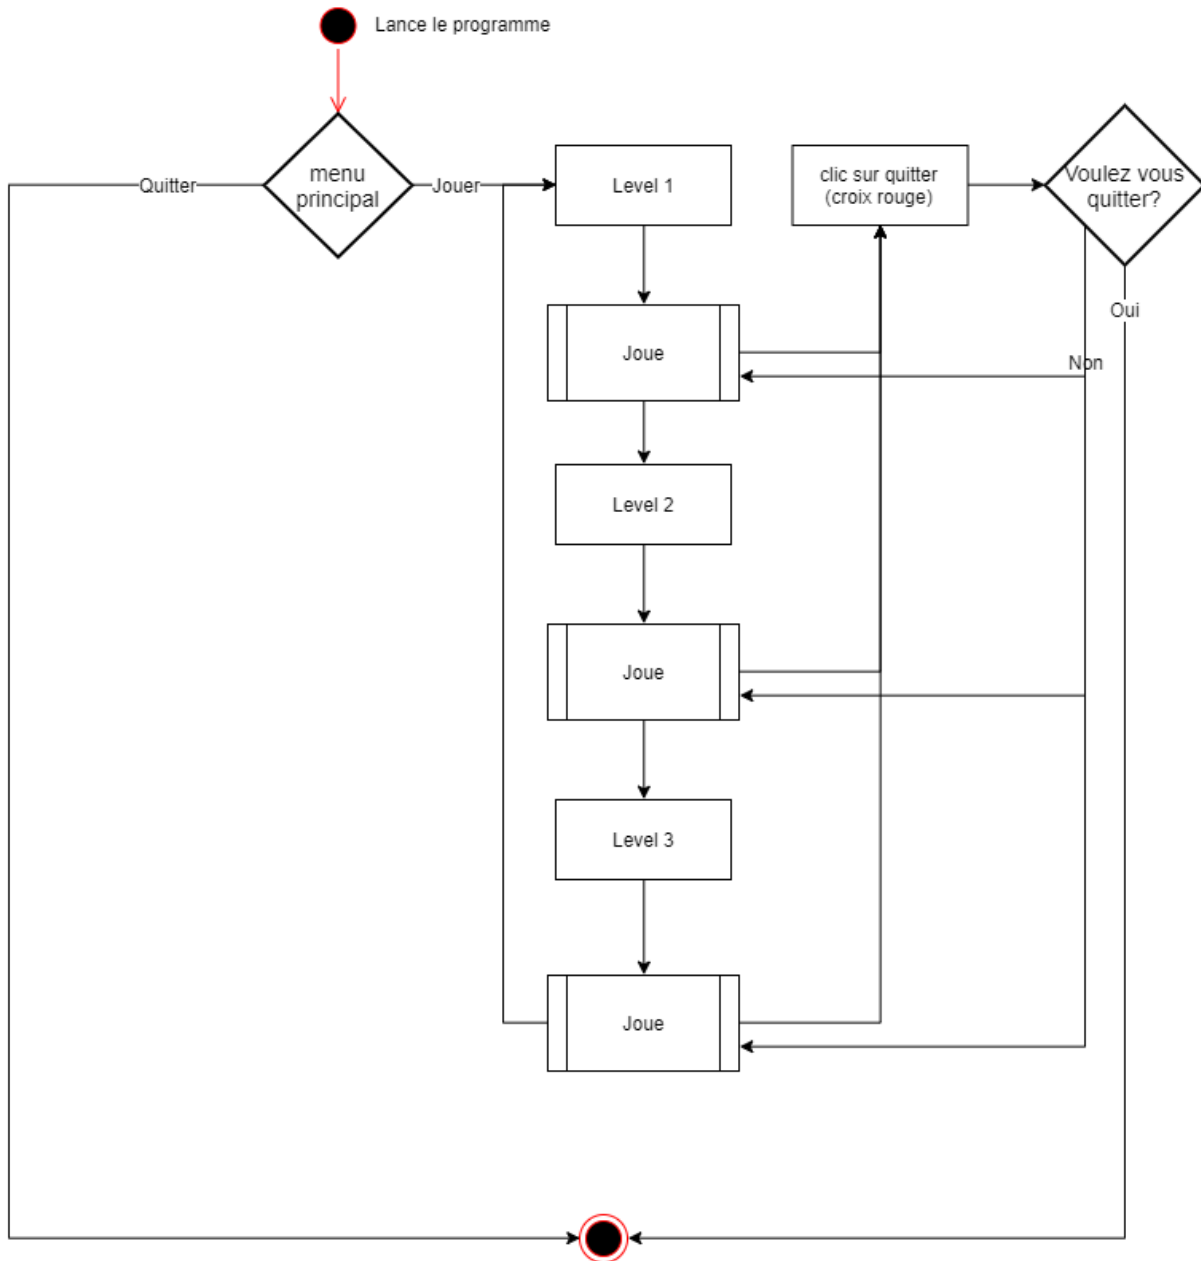 Lance le programme
menu
principal
Quitter
Jouer
Level 1
clic sur quitter
(croix rouge)
Voulez vous
quitter?
Oui
Non
Joue
Level 2
Joue
Level 3
Joue